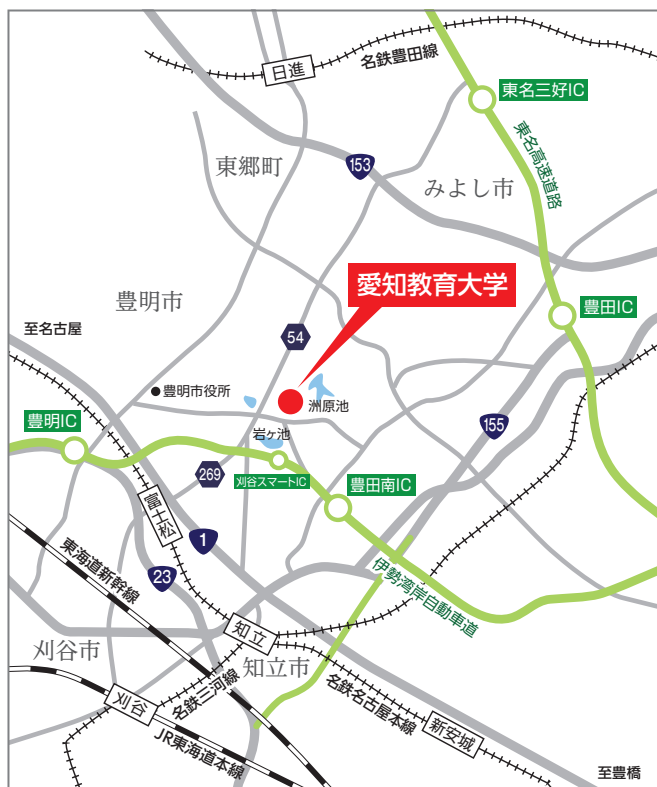 日進
名鉄豊田線
東名三好IC
東名高速道路
東郷町
153
みよし市
愛知教育大学
豊明市
豊田IC
至名古屋
54
豊明市役所
洲原池
豊明IC
岩ヶ池
155
269
刈谷スマートIC
豊田南IC
富士松
1
東海道新幹線
23
伊勢湾岸自動車道
知立
刈谷市
知立市
名鉄三河線
名鉄名古屋本線
刈谷
新安城
JR東海道本線
至豊橋